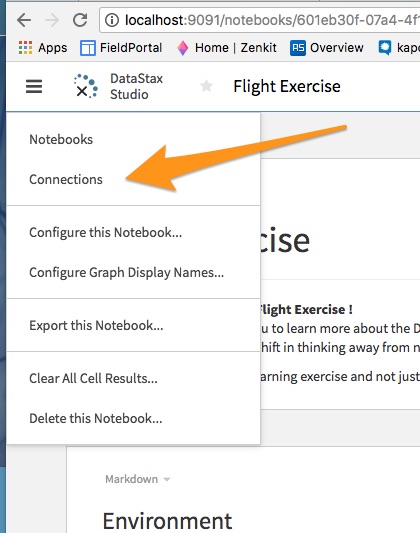 localhost:9091/notebooks/601eb30f-07a4-4f1
Apps FieldPortal Home | Zenkit Overview kapo
DataStax
Studio
Flight Exercise
Notebooks
Connections
Configure this Notebook...
Configure Graph Display Names...
Export this Notebook...
Clear All Cell Results...
Delete this Notebook...
cise
Flight Exercise !
u to learn more about the D
hift in thinking away from n
arning exercise and not just
Markdown
Environment